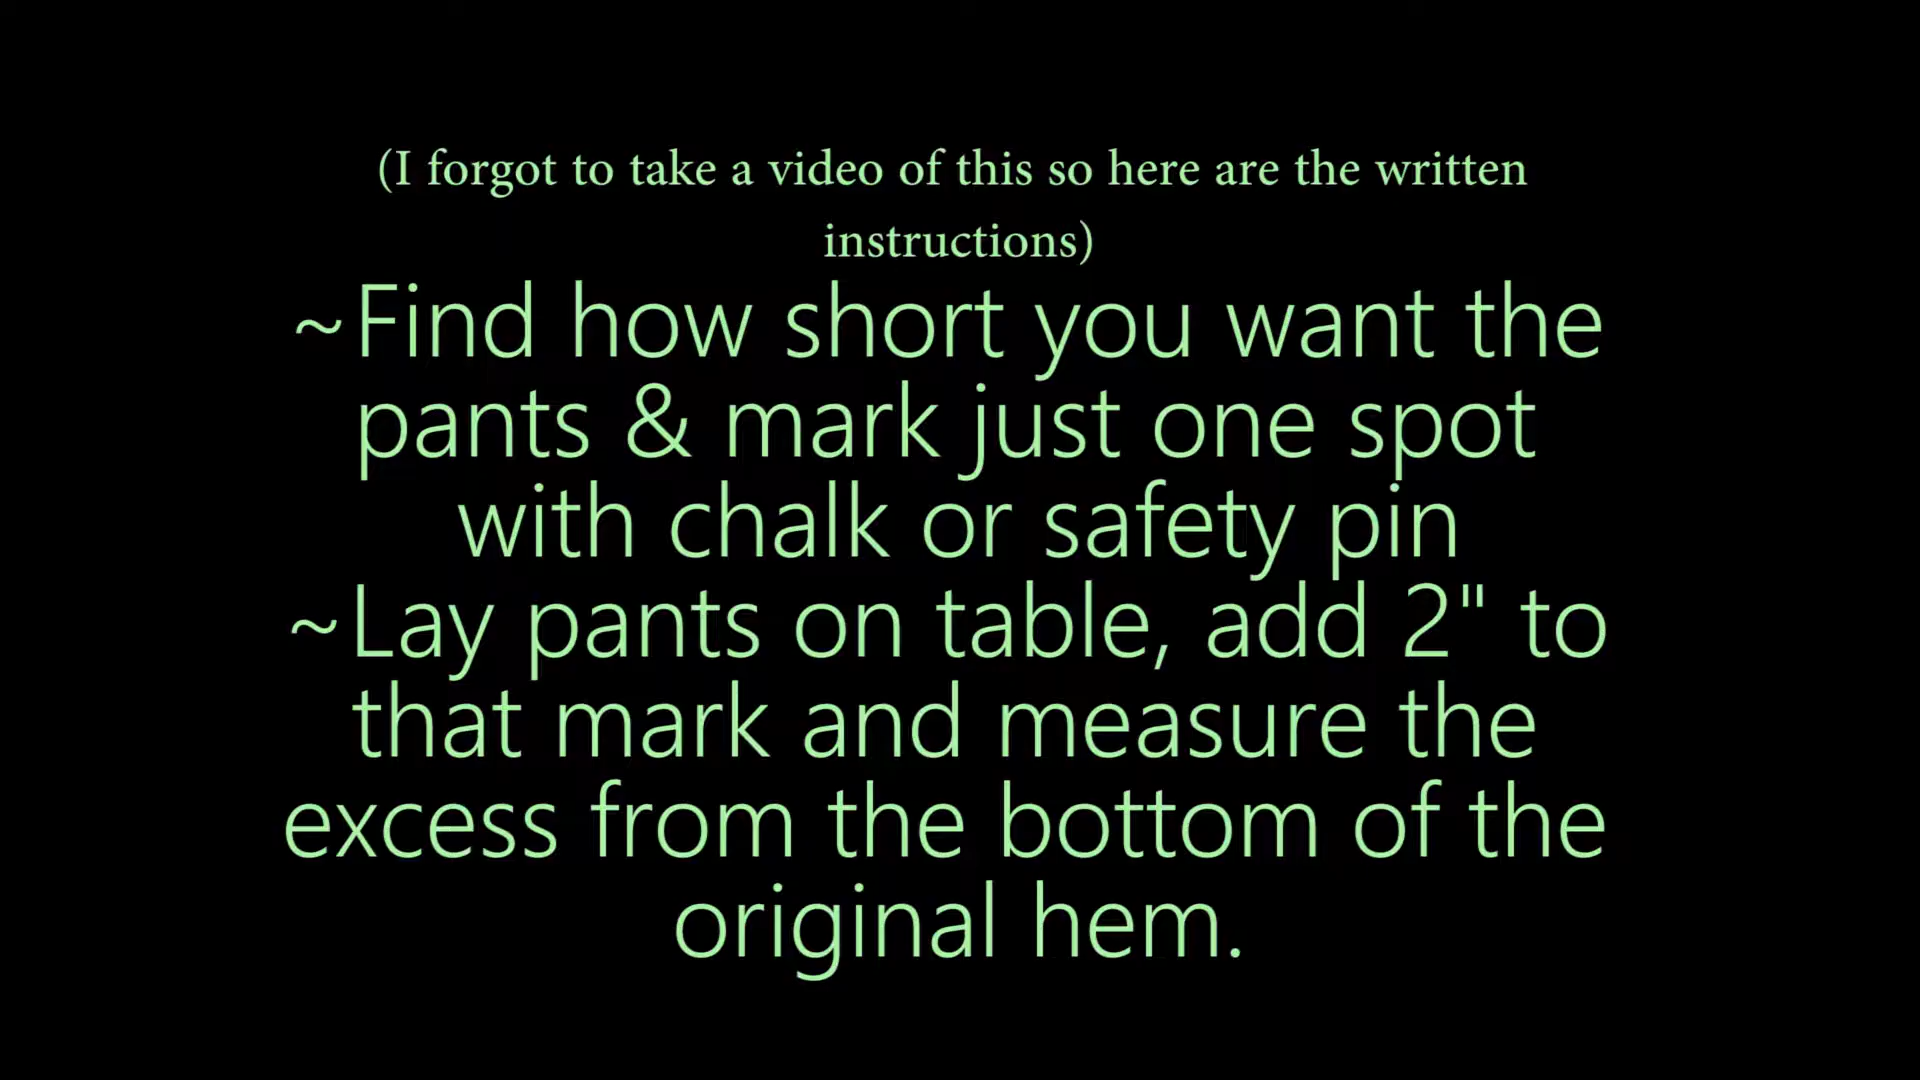 (I forgot to take a video of this so here are the written
instructions)
~Find how short you want the
pants & mark just one spot
with chalk or safety pin
~Lay pants on table, add 2" to
that mark and measure the
excess from the bottom of the
original hem.